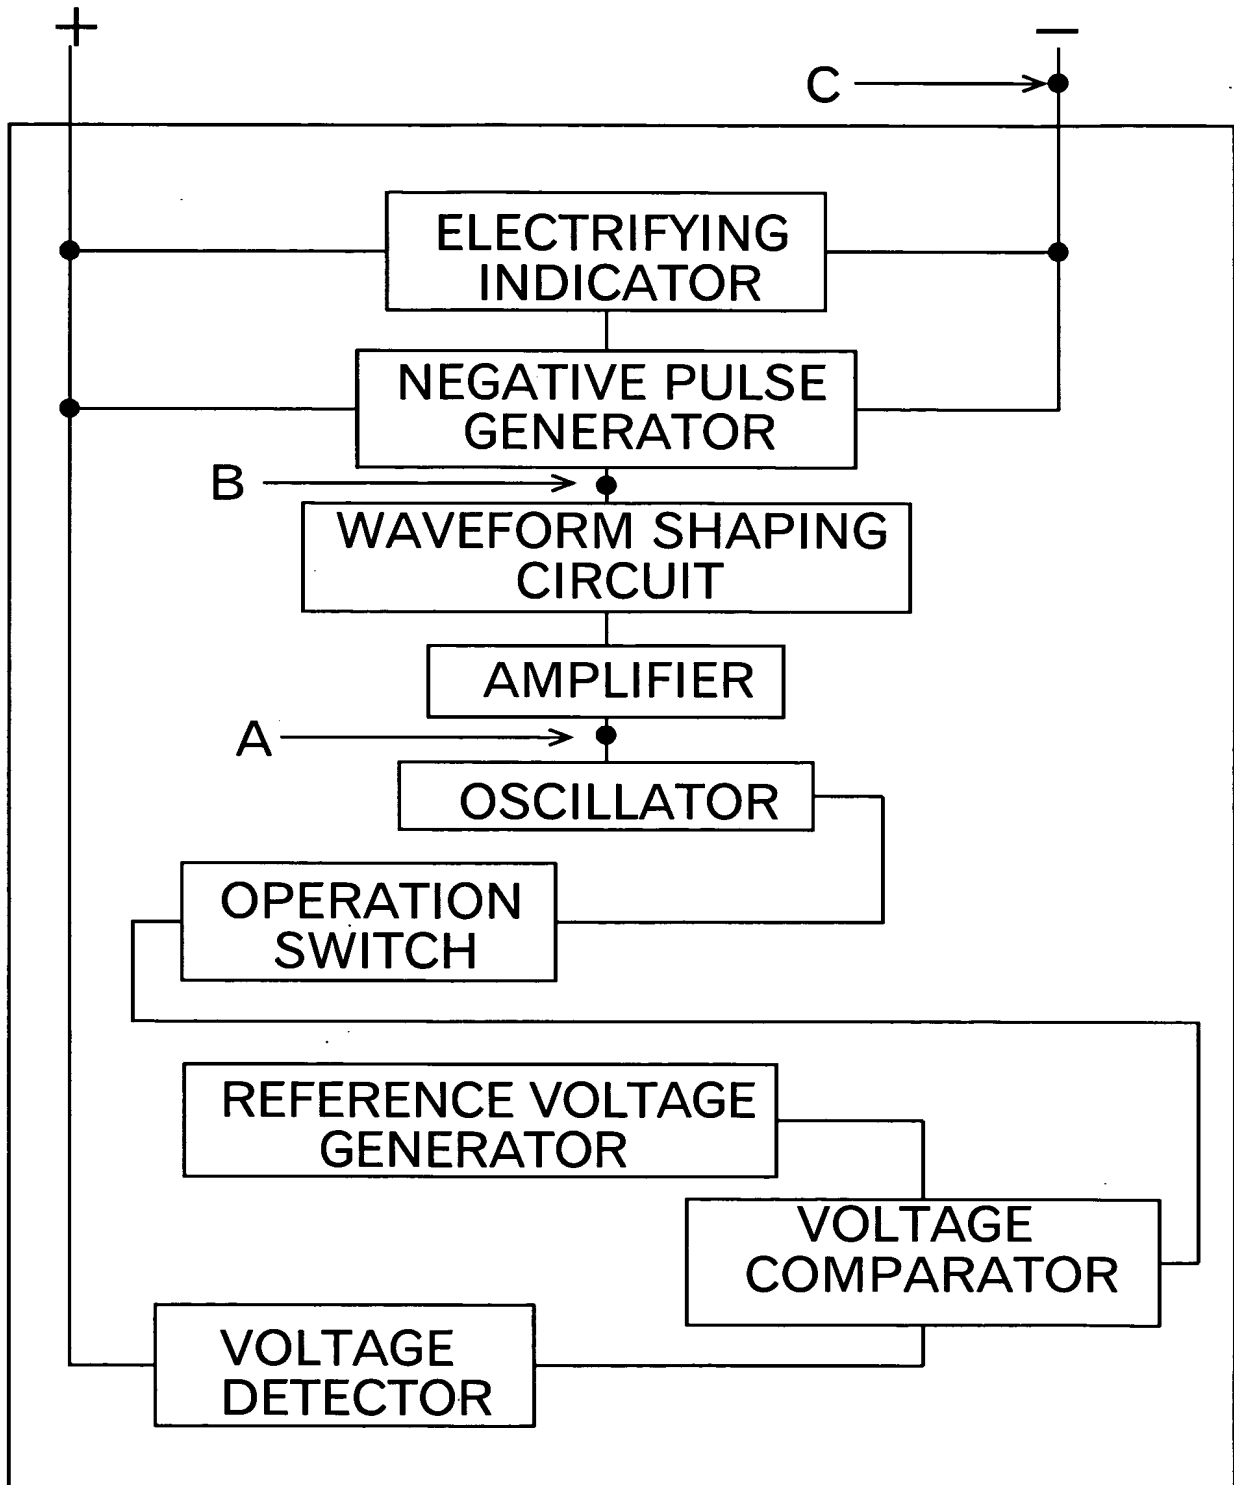 +
−
C
ELECTRIFYING
INDICATOR
NEGATIVE PULSE
GENERATOR
B
WAVEFORM SHAPING
CIRCUIT
AMPLIFIER
A
OSCILLATOR
OPERATION
SWITCH
REFERENCE VOLTAGE
GENERATOR
VOLTAGE
COMPARATOR
VOLTAGE
DETECTOR